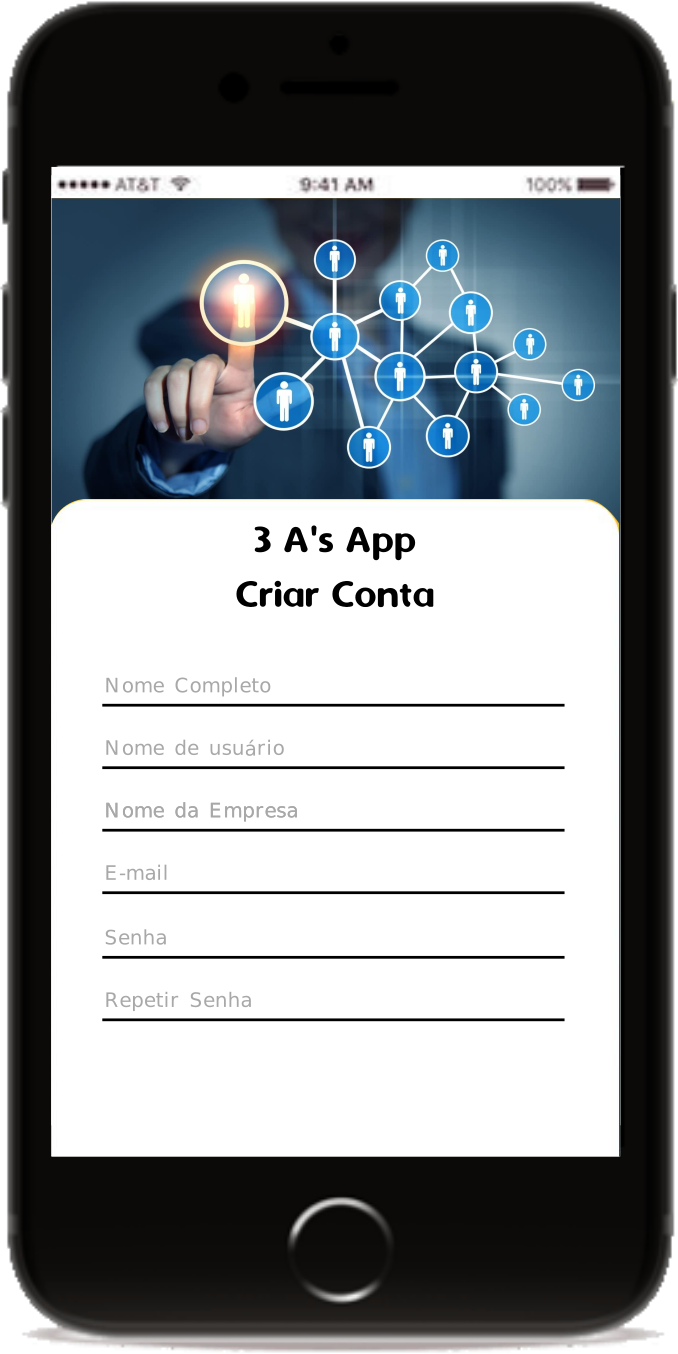 AT&T 9:41 AM 100%
3 A's App
Criar Conta
Nome Completo
Nome de usuário
Nome da Empresa
E-mail
Senha
Repetir Senha